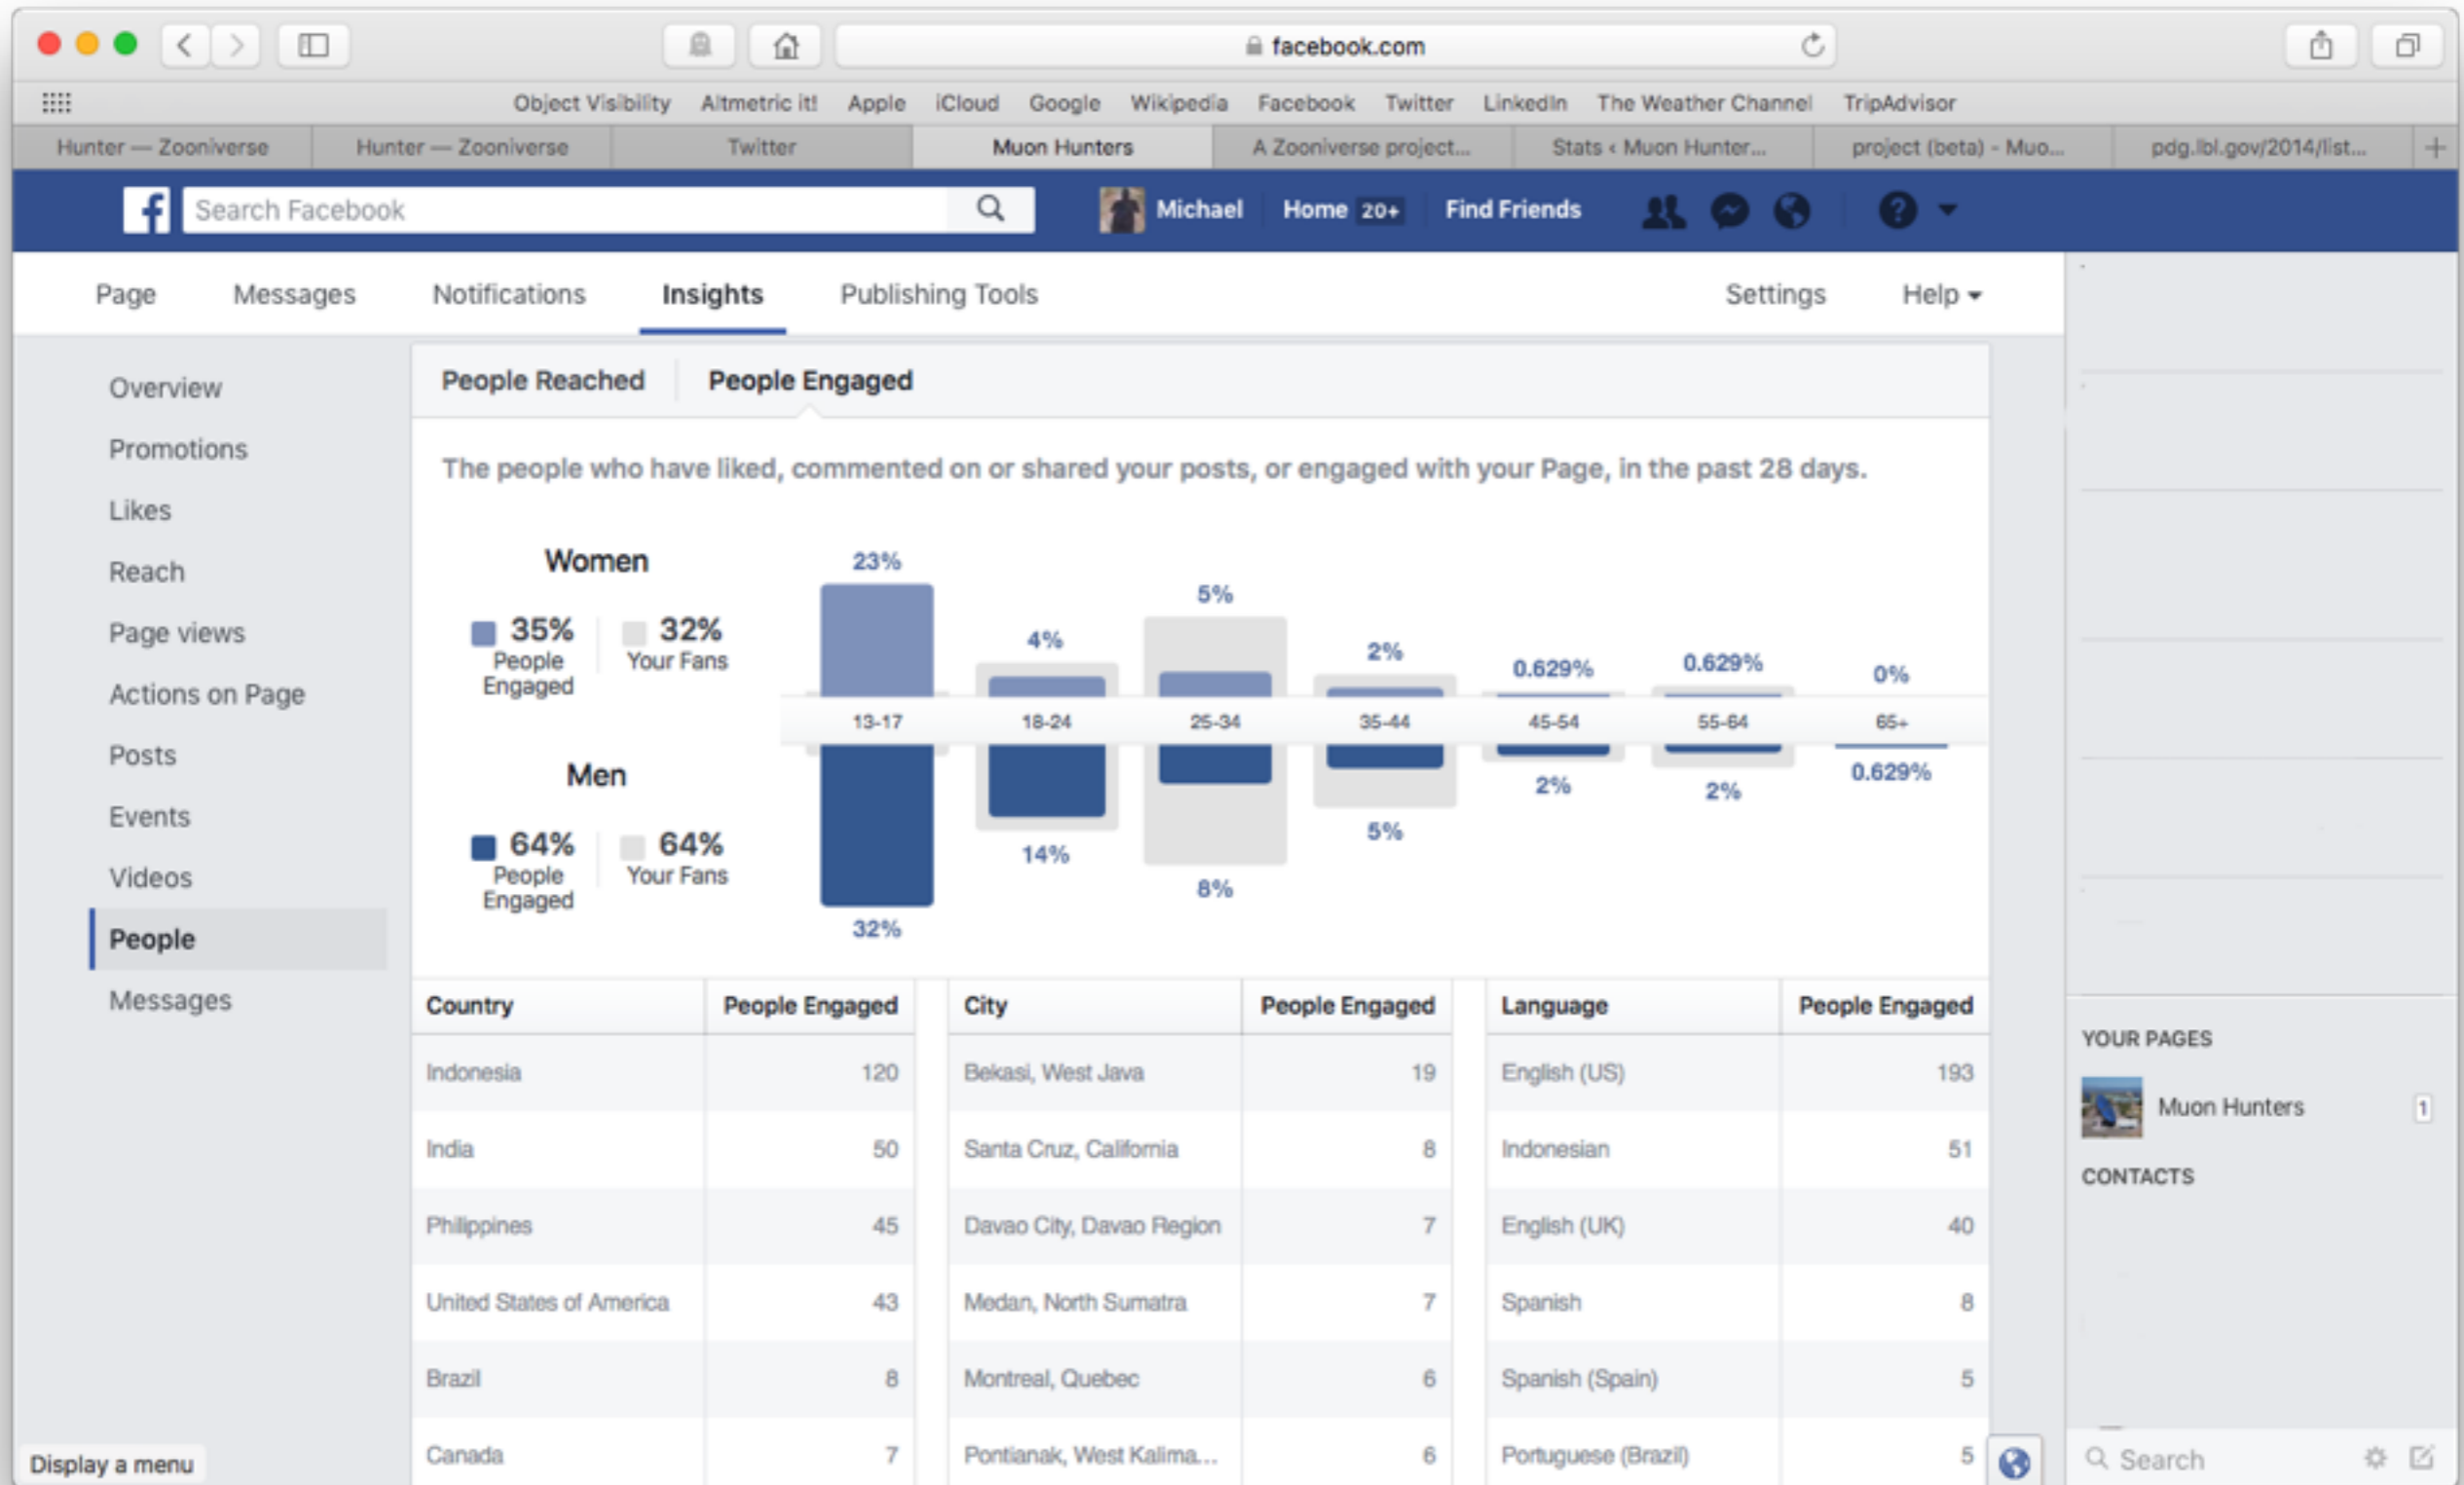 facebook.com
Object Visibility Altmetric it! Apple iCloud Google Wikipedia Facebook Twitter LinkedIn The Weather Channel TripAdvisor
Hunter — Zooniverse Hunter — Zooniverse Twitter Muon Hunters A Zooniverse project... Stats ‹ Muon Hunter... project (beta) - Muo... pdg.lbl.gov/2014/list... +
f Search Facebook Michael Home 20+ Find Friends ?
Page Messages Notifications Insights Publishing Tools Settings Help
Overview
Promotions
Likes
Reach
Page views
Actions on Page
Posts
Events
Videos
People
Messages
People Reached People Engaged
The people who have liked, commented on or shared your posts, or engaged with your Page, in the past 28 days.
Women
35% 32%
People Your Fans
Engaged
23% 4% 5% 2% 0.629% 0.629% 0%
13-17 18-24 25-34 35-44 45-54 55-64 65+
Men
64% 64%
People Your Fans
Engaged
32% 14% 8% 5% 2% 2% 0.629%
Country People Engaged City People Engaged Language People Engaged
Indonesia 120 Bekasi, West Java 19 English (US) 193
India 50 Santa Cruz, California 8 Indonesian 51
Philippines 45 Davao City, Davao Region 7 English (UK) 40
United States of America 43 Medan, North Sumatra 7 Spanish 8
Brazil 8 Montreal, Quebec 6 Spanish (Spain) 5
Canada 7 Pontianak, West Kalima... 6 Portuguese (Brazil) 5
YOUR PAGES
Muon Hunters 1
CONTACTS
Search
Display a menu